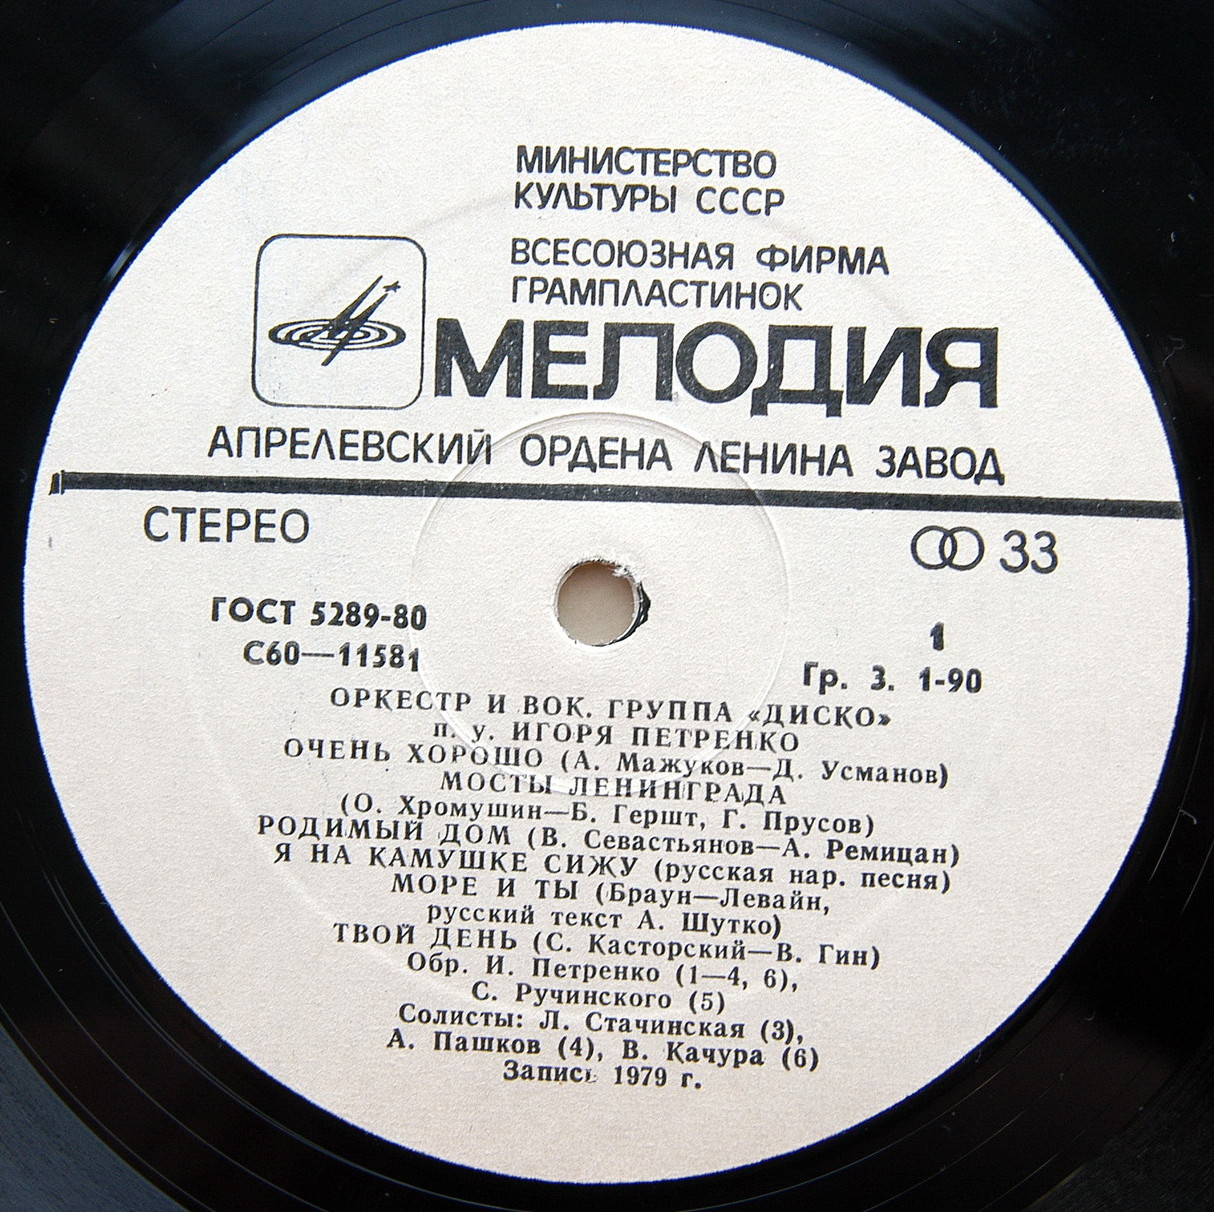 МИНИСТЕРСТВО
КУЛЬТУРЫ СССР
ВСЕСОЮЗНАЯ ФИРМА
ГРАМПЛАСТИНОК
МЕЛОДИЯ
АПРЕЛЕВСКИЙ ОРДЕНА ЛЕНИНА ЗАВОД
СТЕРЕО
33
ГОСТ 5289-80
С60—11581
1
Гр. 3. 1-90
ОРКЕСТР И ВОК. ГРУППА «ДИСКО»
п. у. ИГОРЯ ПЕТРЕНКО
ОЧЕНЬ ХОРОШО (А. Мажуков—Д. Усманов)
МОСТЫ ЛЕНИНГРАДА
(О. Хромушин—Б. Гершт, Г. Прусов)
РОДИМЫЙ ДОМ (В. Севастьянов—А. Ремицан)
Я НА КАМУШКЕ СИЖУ (русская нар. песня)
МОРЕ И ТЫ (Браун—Левайн,
русский текст А. Шутко)
ТВОЙ ДЕНЬ (С. Касторский—В. Гин)
Обр. И. Петренко (1—4, 6),
С. Ручинского (5)
Солисты: Л. Стачинская (3),
А. Пашков (4), В. Качура (6)
Запись 1979 г.